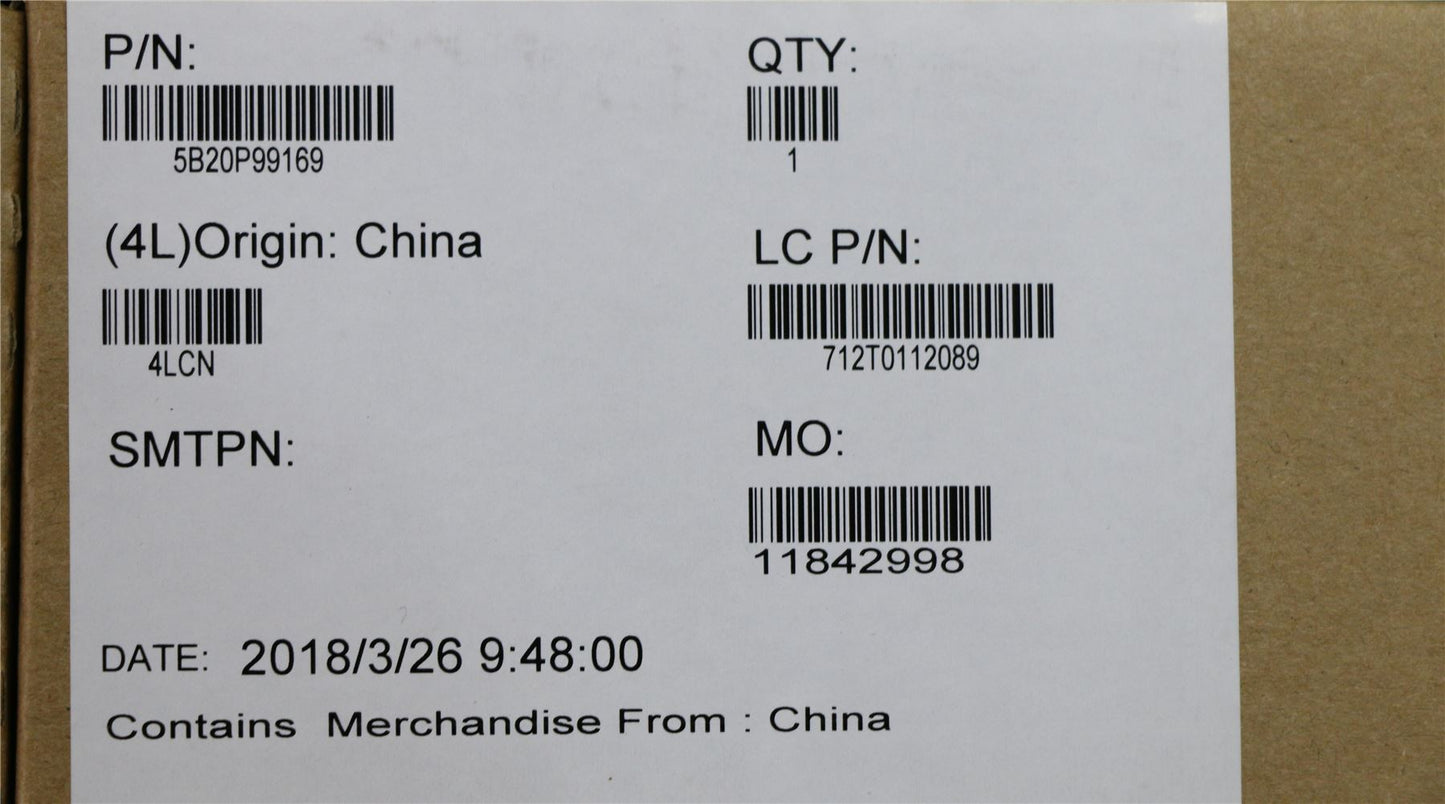 P/N:
5B20P99169
QTY:
1
(4L)Origin: China
4LCN
LC P/N:
712T0112089
SMTPN:
MO:
11842998
DATE: 2018/3/26 9:48:00
Contains Merchandise From : China